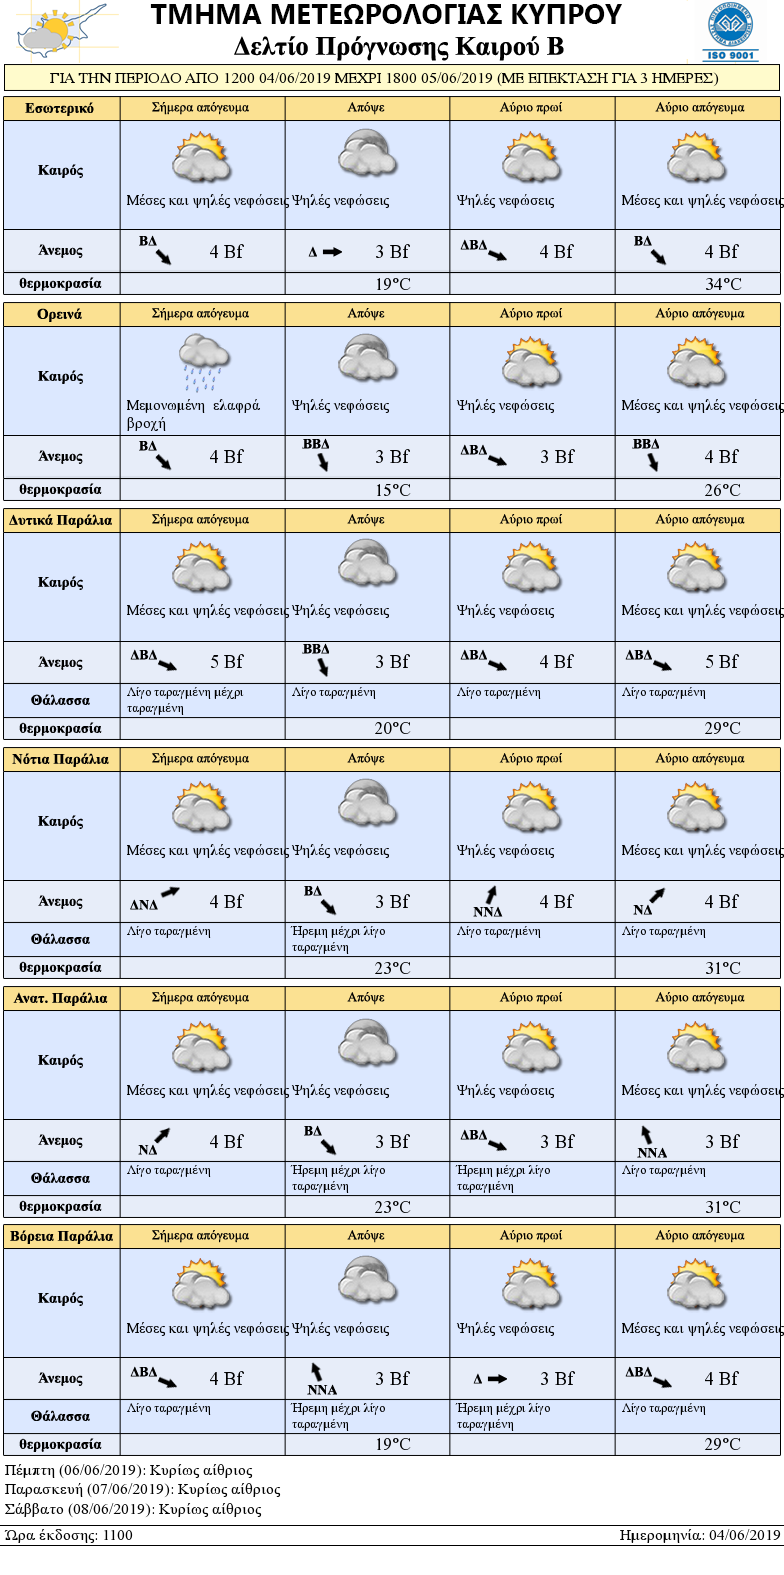 ΤΜΗΜΑ ΜΕΤΕΩΡΟΛΟΓΙΑΣ ΚΥΠΡΟΥ
Δελτίο Πρόγνωσης Καιρού Β
ISO 9001
ΓΙΑ ΤΗΝ ΠΕΡΙΟΔΟ ΑΠΟ 1200 04/06/2019 ΜΕΧΡΙ 1800 05/06/2019 (ΜΕ ΕΠΕΚΤΑΣΗ ΓΙΑ 3 ΗΜΕΡΕΣ)
Εσωτερικό Σήμερα απόγευμα Απόψε Αύριο πρωί Αύριο απόγευμα
Καιρός
Μέσες και ψηλές νεφώσεις Ψηλές νεφώσεις Ψηλές νεφώσεις Μέσες και ψηλές νεφώσεις
Άνεμος ΒΔ 4 Bf Δ 3 Bf ΔΒΔ 4 Bf ΒΔ 4 Bf
θερμοκρασία 19°C 34°C
Ορεινά Σήμερα απόγευμα Απόψε Αύριο πρωί Αύριο απόγευμα
Καιρός
Μεμονωμένη ελαφρά Ψηλές νεφώσεις Ψηλές νεφώσεις Μέσες και ψηλές νεφώσεις
βροχή
Άνεμος ΒΔ 4 Bf ΒΒΔ 3 Bf ΔΒΔ 3 Bf ΒΒΔ 4 Bf
θερμοκρασία 15°C 26°C
Δυτικά Παράλια Σήμερα απόγευμα Απόψε Αύριο πρωί Αύριο απόγευμα
Καιρός
Μέσες και ψηλές νεφώσεις Ψηλές νεφώσεις Ψηλές νεφώσεις Μέσες και ψηλές νεφώσεις
Άνεμος ΔΒΔ 5 Bf ΒΒΔ 3 Bf ΔΒΔ 4 Bf ΔΒΔ 5 Bf
Θάλασσα Λίγο ταραγμένη μέχρι Λίγο ταραγμένη Λίγο ταραγμένη Λίγο ταραγμένη
ταραγμένη
θερμοκρασία 20°C 29°C
Νότια Παράλια Σήμερα απόγευμα Απόψε Αύριο πρωί Αύριο απόγευμα
Καιρός
Μέσες και ψηλές νεφώσεις Ψηλές νεφώσεις Ψηλές νεφώσεις Μέσες και ψηλές νεφώσεις
Άνεμος ΔΝΔ 4 Bf ΒΔ 3 Bf ΝΝΔ 4 Bf ΝΔ 4 Bf
Θάλασσα Λίγο ταραγμένη Ήρεμη μέχρι λίγο Λίγο ταραγμένη Λίγο ταραγμένη
ταραγμένη
θερμοκρασία 23°C 31°C
Ανατ. Παράλια Σήμερα απόγευμα Απόψε Αύριο πρωί Αύριο απόγευμα
Καιρός
Μέσες και ψηλές νεφώσεις Ψηλές νεφώσεις Ψηλές νεφώσεις Μέσες και ψηλές νεφώσεις
Άνεμος ΝΔ 4 Bf ΒΔ 3 Bf ΔΒΔ 3 Bf ΝΝΑ 3 Bf
Θάλασσα Λίγο ταραγμένη Ήρεμη μέχρι λίγο Ήρεμη μέχρι λίγο Λίγο ταραγμένη
ταραγμένη ταραγμένη
θερμοκρασία 23°C 31°C
Βόρεια Παράλια Σήμερα απόγευμα Απόψε Αύριο πρωί Αύριο απόγευμα
Καιρός
Μέσες και ψηλές νεφώσεις Ψηλές νεφώσεις Ψηλές νεφώσεις Μέσες και ψηλές νεφώσεις
Άνεμος ΔΒΔ 4 Bf ΝΝΑ 3 Bf Δ 3 Bf ΔΒΔ 4 Bf
Θάλασσα Λίγο ταραγμένη Ήρεμη μέχρι λίγο Ήρεμη μέχρι λίγο Λίγο ταραγμένη
ταραγμένη ταραγμένη
θερμοκρασία 19°C 29°C
Πέμπτη (06/06/2019): Κυρίως αίθριος
Παρασκευή (07/06/2019): Κυρίως αίθριος
Σάββατο (08/06/2019): Κυρίως αίθριος
Ώρα έκδοσης: 1100 Ημερομηνία: 04/06/2019